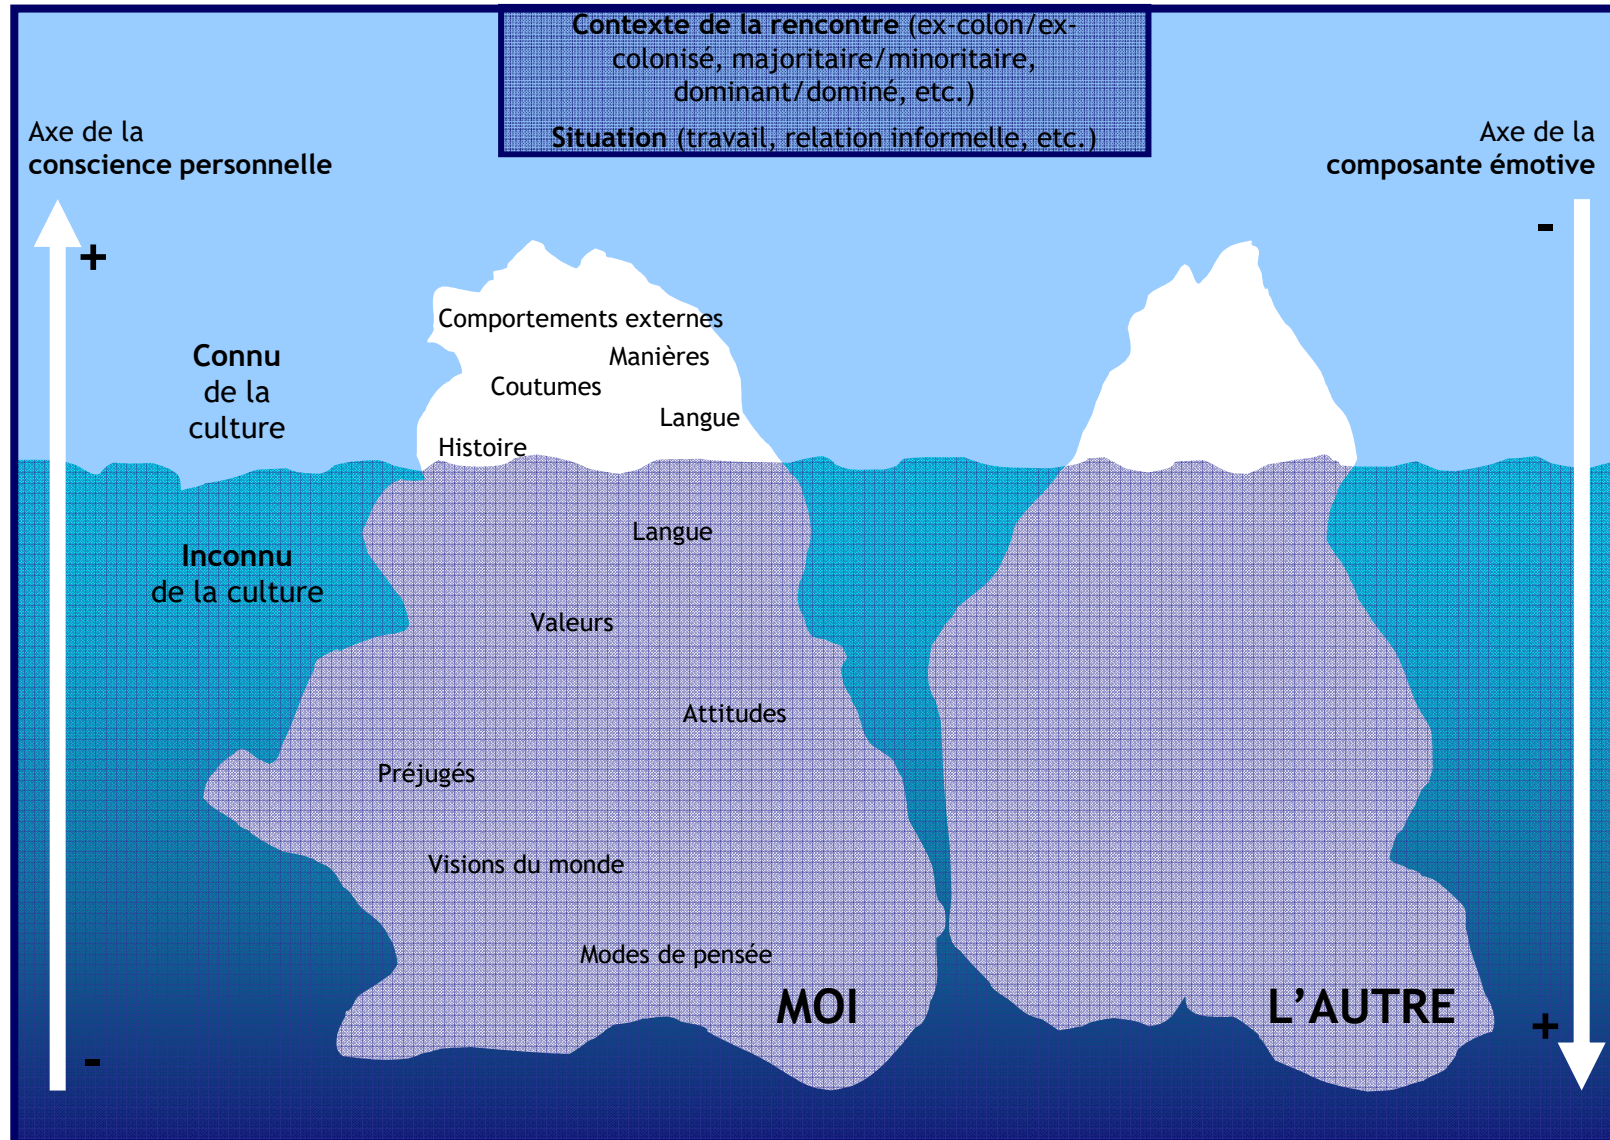 Contexte de la rencontre (ex-colon/ex-
colonisé, majoritaire/minoritaire,
dominant/dominé, etc.)
Situation (travail, relation informelle, etc.)
Axe de la
conscience personnelle
Axe de la
composante émotive
+
-
Connu
de la
culture
Comportements externes
Manières
Coutumes
Langue
Histoire
Inconnu
de la culture
Langue
Valeurs
Attitudes
Préjugés
Visions du monde
Modes de pensée
MOI
L’AUTRE
-
+